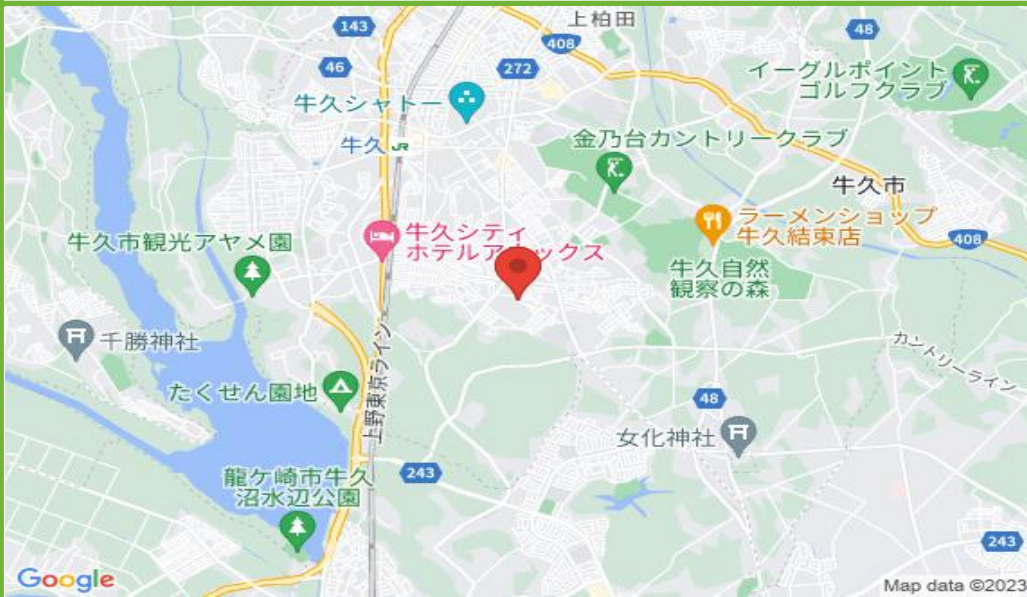 上柏田
143
48
408
46
272
イーグルポイント
ゴルフクラブ
牛久シャトー
牛久 JR
金乃台カントリークラブ
牛久市
ラーメンショップ
牛久結束店
408
牛久シティ
ホテルア
ックス
牛久市観光アヤメ園
牛久自然
観察の森
千勝神社
カントリーライン
上野東京ライン
たくせん園地
48
女化神社
243
龍ケ崎市牛久
沼水辺公園
243
Google
Map data ©2023